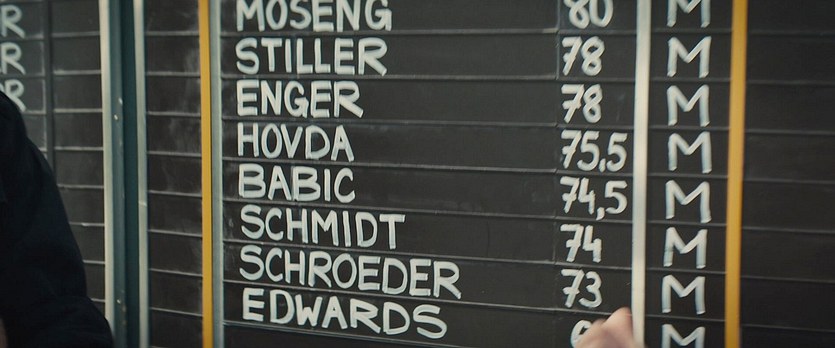 MOSENG 80 M
STILLER 78 M
ENGER 78 M
HOVDA 75,5 M
BABIC 74,5 M
SCHMIDT 74 M
SCHROEDER 73 M
EDWARDS M
R
R
R